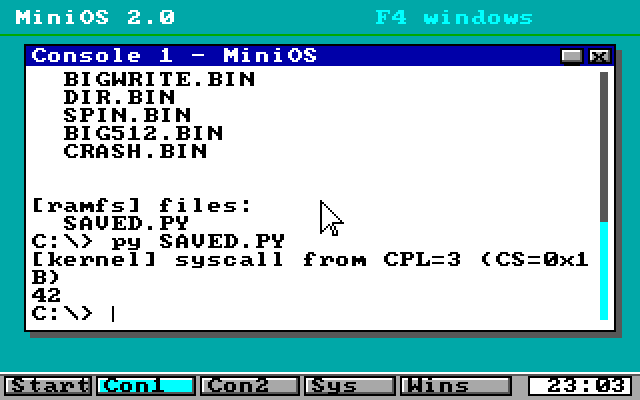 MiniOS 2.0 F4 windows
Console 1 - MiniOS
BIGWRITE.BIN
DIR.BIN
SPIN.BIN
BIG512.BIN
CRASH.BIN
[ramfs] files:
SAVED.PY
C:\> py SAVED.PY
[kernel] syscall from CPL=3 (CS=0x1
B)
42
C:\>
Start Con1 Con2 Sys Wins 23:03